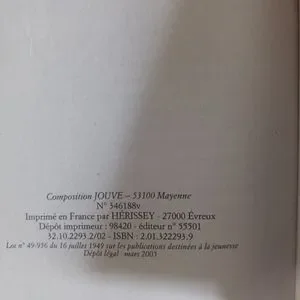 Composition JOUVE – 53100 Mayenne
N° 346188v
Imprimé en France par HÉRISSEY - 27000 Évreux
Dépôt imprimeur : 98420 - éditeur n° 55501
32.10.2293.2/02 - ISBN : 2.01.322293.9
Loi n° 49-956 du 16 juillet 1949 sur les publications destinées à la jeunesse
Dépôt légal : mars 2005